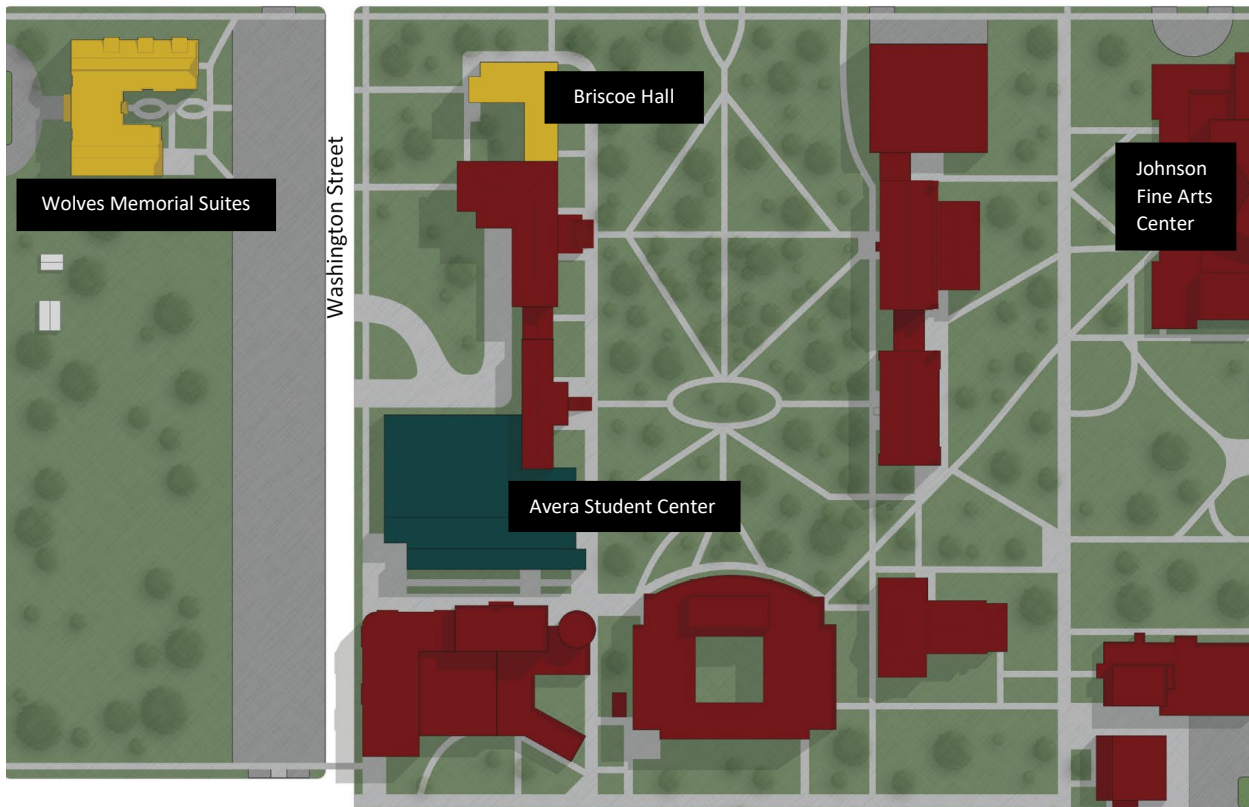 Briscoe Hall
Wolves Memorial Suites
Washington Street
Johnson
Fine Arts
Center
Avera Student Center